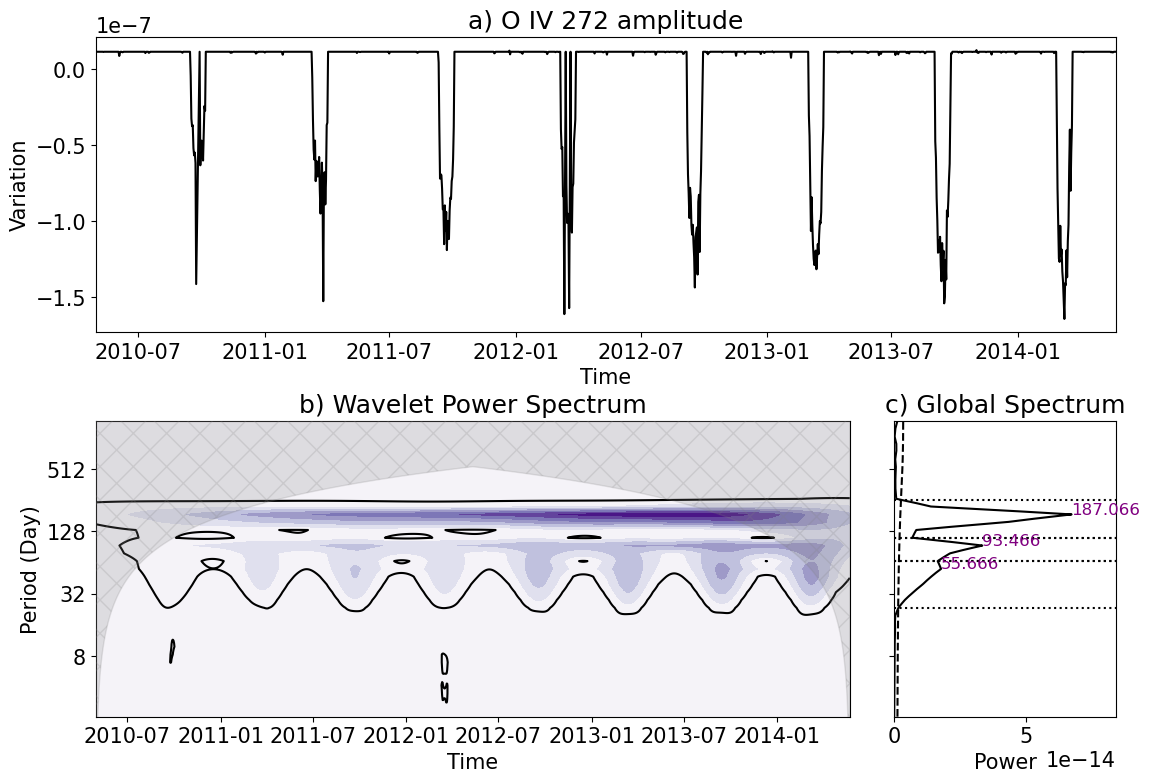 a) O IV 272 amplitude
1e−7
0.0
−0.5
−1.0
−1.5
Variation
2010-07 2011-01 2011-07 2012-01 2012-07 2013-01 2013-07 2014-01
Time
b) Wavelet Power Spectrum
512
128
32
8
Period (Day)
2010-07 2011-01 2011-07 2012-01 2012-07 2013-01 2013-07 2014-01
Time
c) Global Spectrum
187.066
93.466
55.666
0 5
Power 1e−14